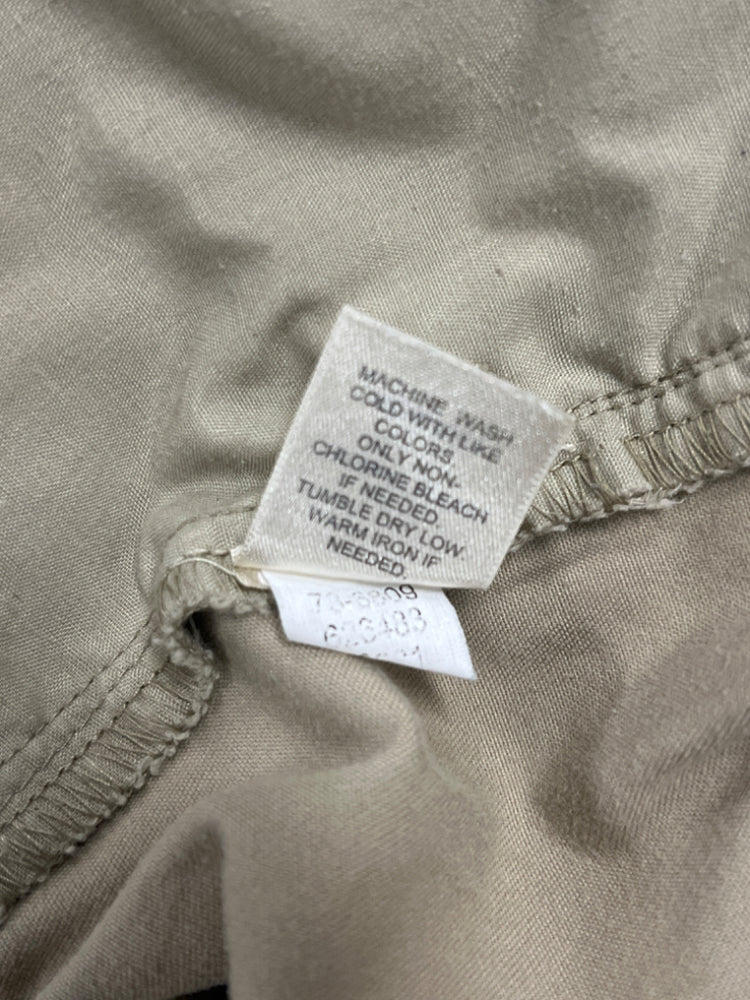 MACHINE WASH
COLD WITH LIKE
COLORS.
ONLY NON-
CHLORINE BLEACH
IF NEEDED.
TUMBLE DRY LOW.
WARM IRON IF
NEEDED.
623483